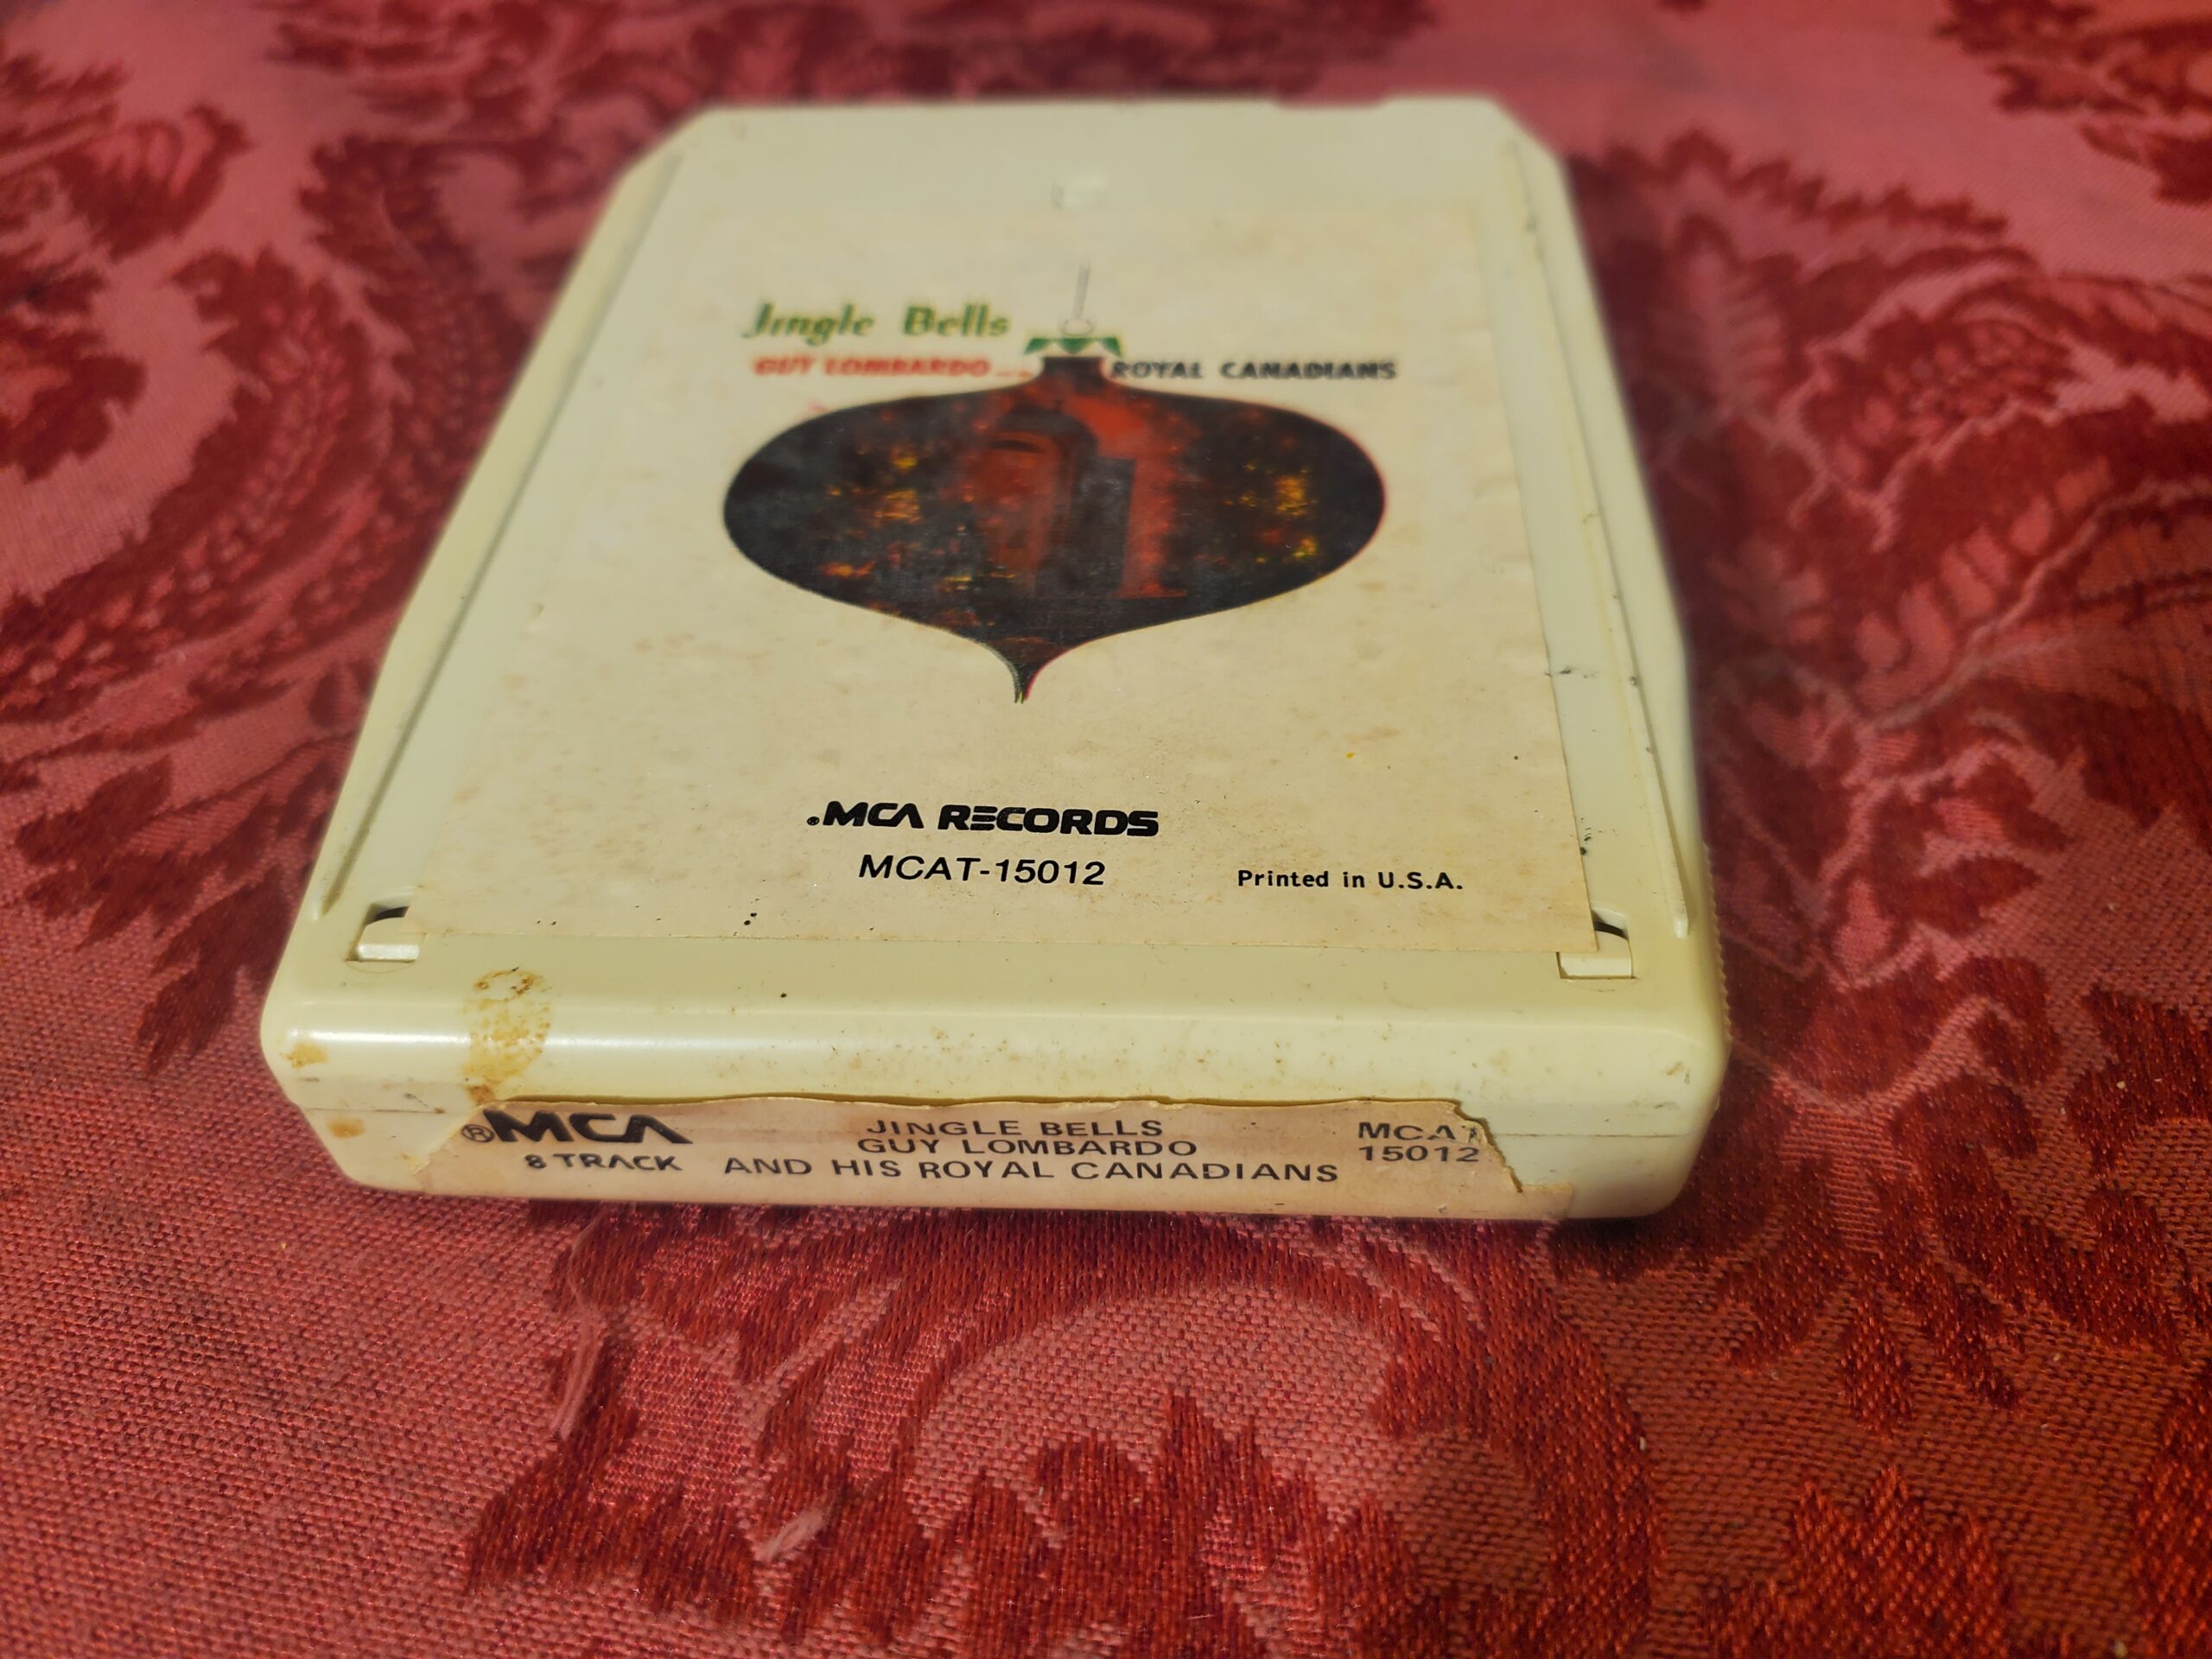 Jingle Bells
GUY LOMBARDO
ROYAL CANADIANS
®MCA RECORDS
MCAT-15012
Printed in U.S.A.
®MCA
8 TRACK
JINGLE BELLS
GUY LOMBARDO
AND HIS ROYAL CANADIANS
MCAT
15012